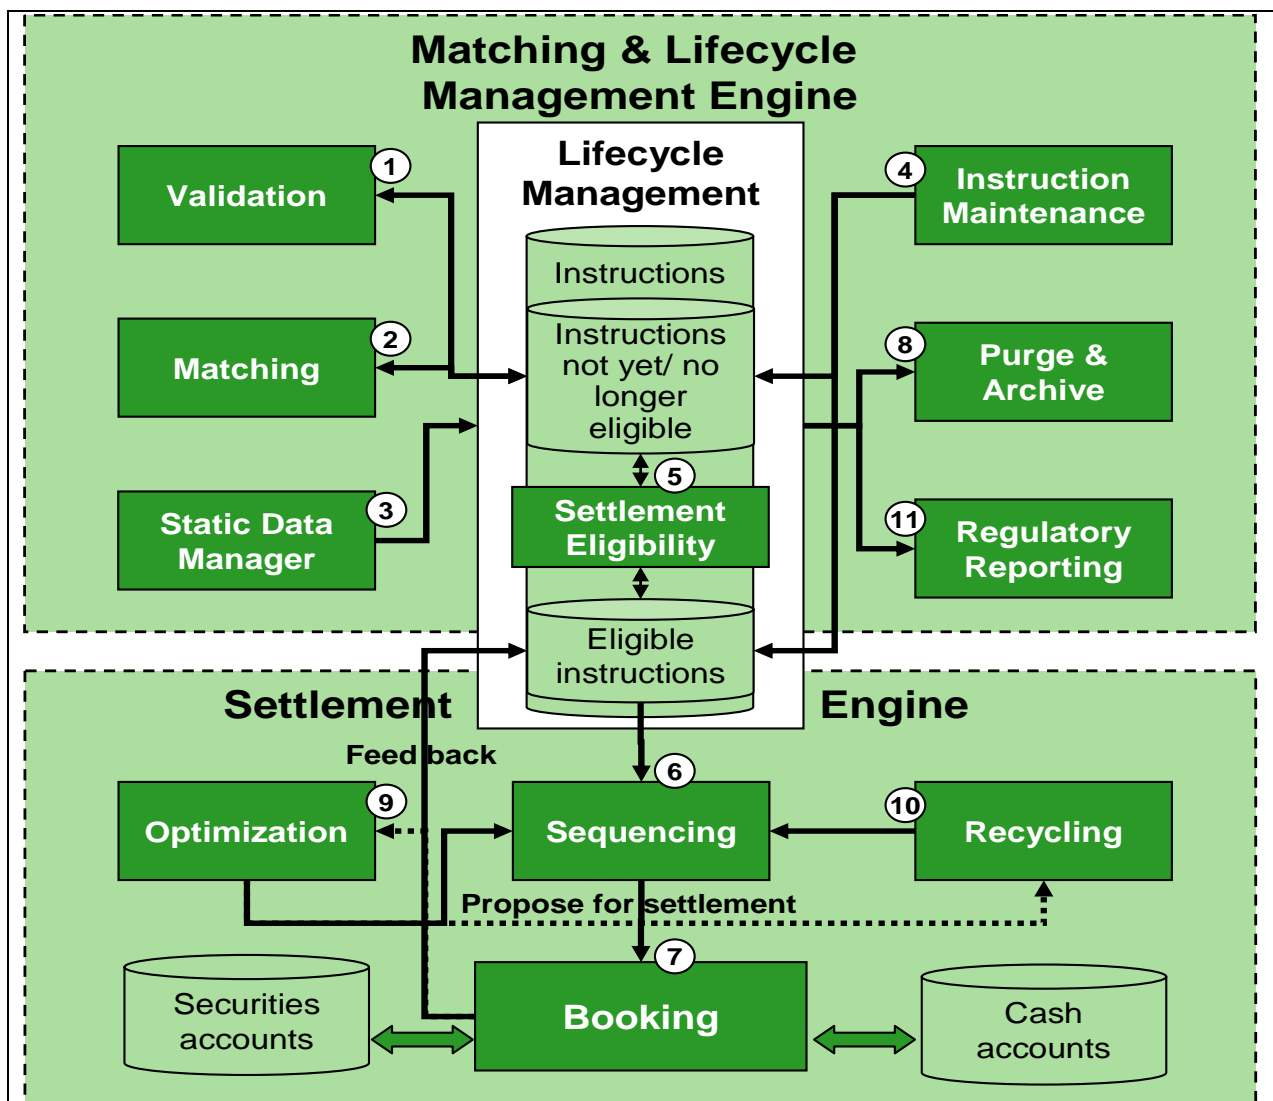 Matching & Lifecycle
Management Engine
Lifecycle
Management
1
Validation
4
Instruction
Maintenance
Instructions
2
Matching
Instructions
not yet/ no
longer
eligible
8
Purge &
Archive
3
Static Data
Manager
5
Settlement
Eligibility
11
Regulatory
Reporting
Eligible
instructions
Settlement
Engine
Feed back
9
Optimization
6
Sequencing
10
Recycling
Propose for settlement
7
Booking
Securities
accounts
Cash
accounts